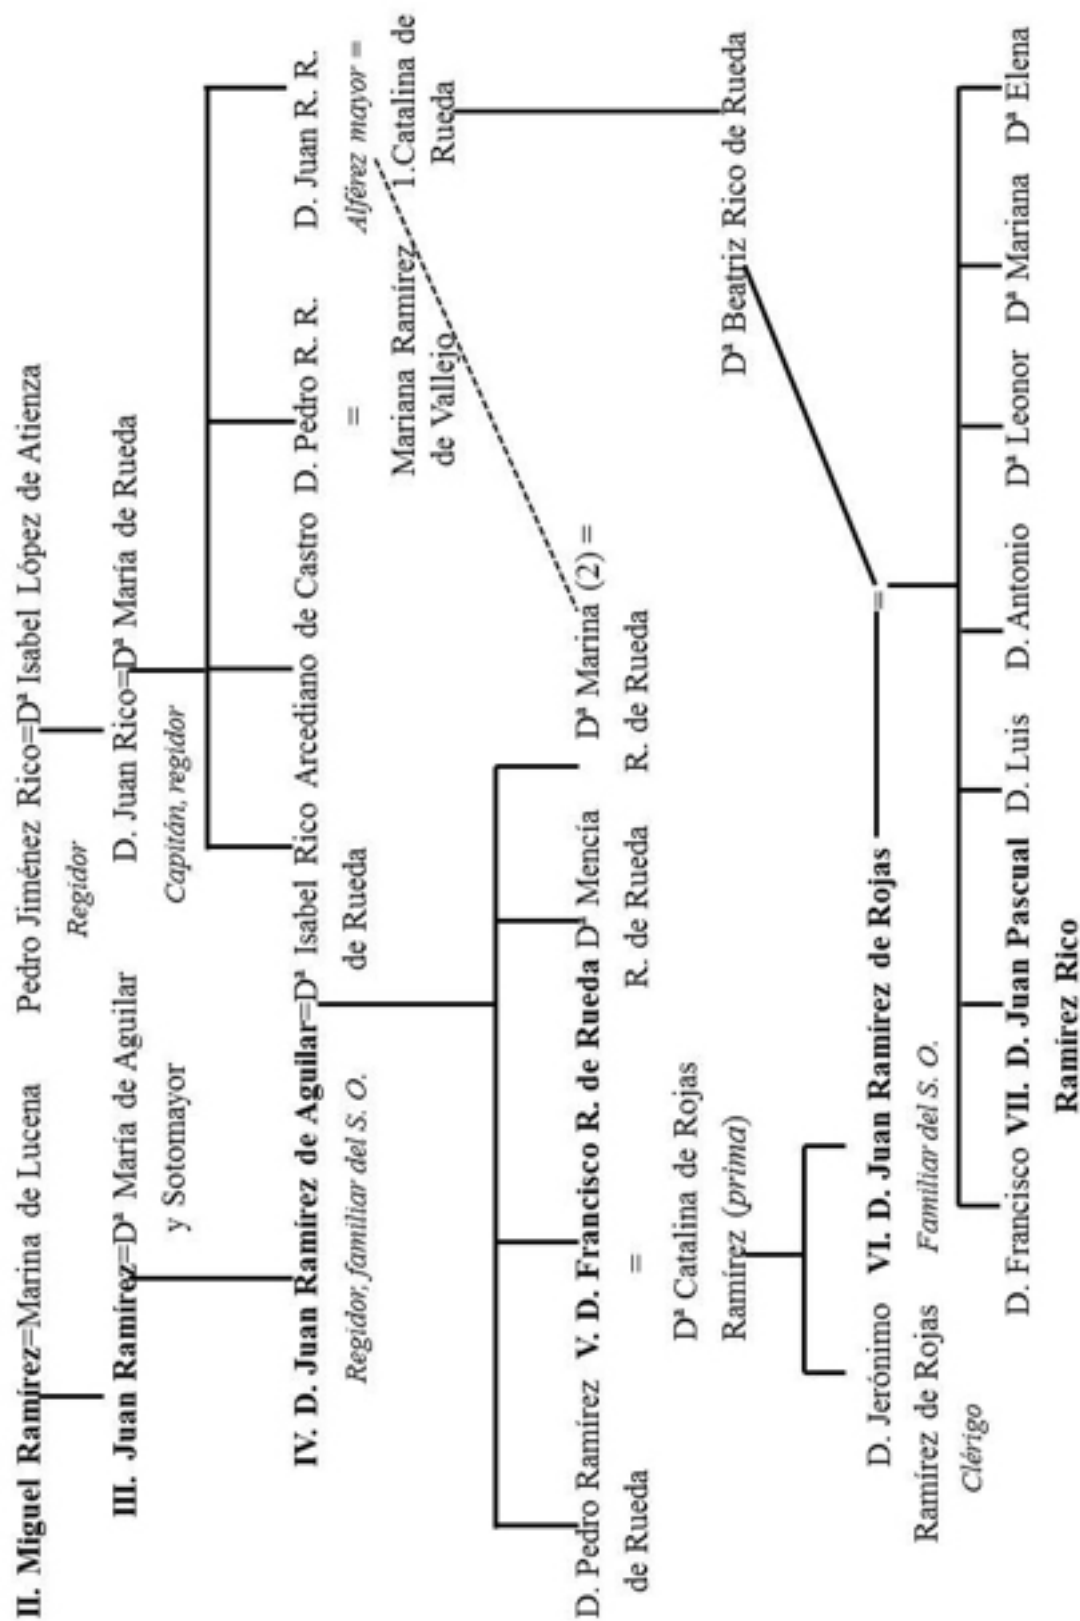 II. Miguel Ramírez=Marina de Lucena
Pedro Jiménez Rico=Dª Isabel López de Atienza
Regidor
III. Juan Ramírez=Dª María de Aguilar
y Sotomayor
D. Juan Rico=Dª María de Rueda
Capitán, regidor
IV. D. Juan Ramírez de Aguilar=Dª Isabel Rico
de Rueda
Regidor, familiar del S. O.
Arcediano de Castro
D. Pedro R. R.
=
Mariana Ramírez
de Vallejo
D. Juan R. R.
Alférez mayor =
1.Catalina de
Rueda
D. Pedro Ramírez
de Rueda
V. D. Francisco R. de Rueda
=
Dª Catalina de Rojas
Ramírez (prima)
Dª Mencía
R. de Rueda
Dª Marina (2) =
R. de Rueda
Dª Beatriz Rico de Rueda
D. Jerónimo
Ramírez de Rojas
Clérigo
VI. D. Juan Ramírez de Rojas
Familiar del S. O.
=
D. Francisco
VII. D. Juan Pascual
Ramírez Rico
D. Luis
D. Antonio
Dª Leonor
Dª Mariana
Dª Elena